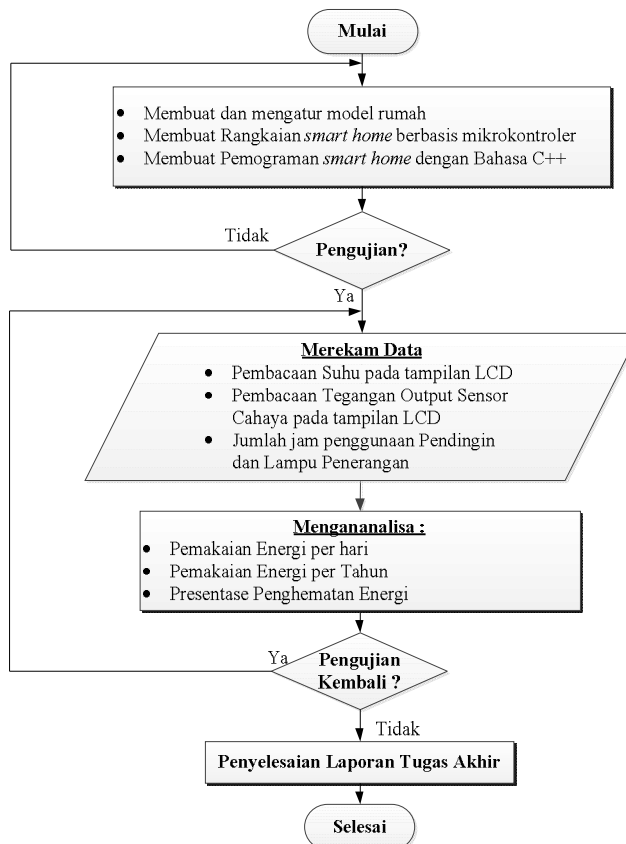 Mulai
• Membuat dan mengatur model rumah
• Membuat Rangkaian smart home berbasis mikrokontroler
• Membuat Pemograman smart home dengan Bahasa C++
Tidak
Pengujian?
Ya
Merekam Data
• Pembacaan Suhu pada tampilan LCD
• Pembacaan Tegangan Output Sensor
Cahaya pada tampilan LCD
• Jumlah jam penggunaan Pendingin
dan Lampu Penerangan
Mengananalisa :
• Pemakaian Energi per hari
• Pemakaian Energi per Tahun
• Presentase Penghematan Energi
Ya
Pengujian
Kembali ?
Tidak
Penyelesaian Laporan Tugas Akhir
Selesai